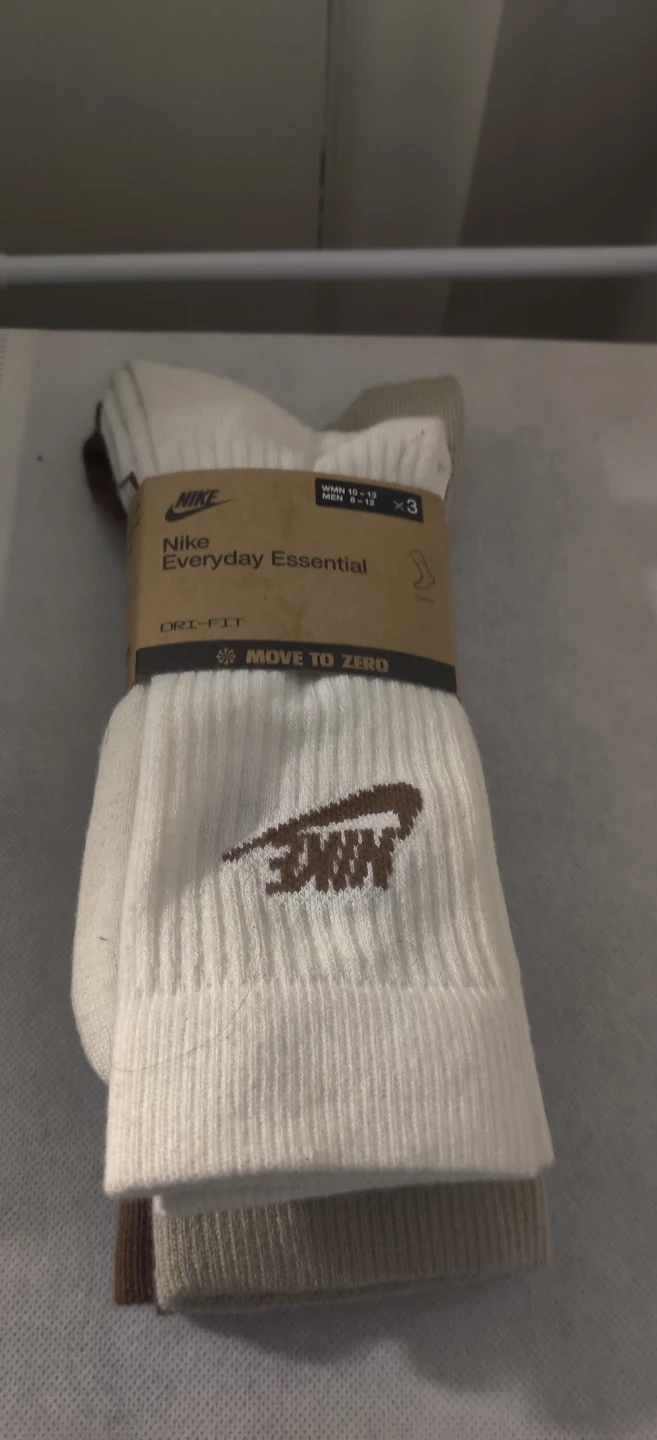 NIKE
WMN 10 - 13
MEN 8 - 12
×3
Nike
Everyday Essential
DRI-FIT
MOVE TO ZERO
NIKE